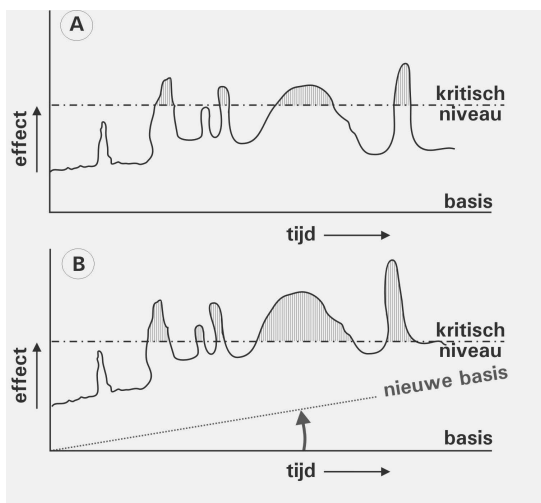 A
kritisch
niveau
effect
basis
tijd
B
kritisch
niveau
effect
nieuwe basis
basis
tijd